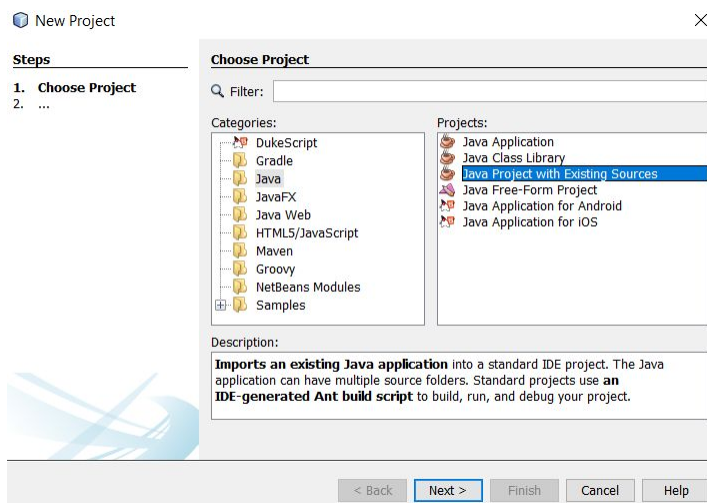 New Project
Steps
1. Choose Project
2. ...
Choose Project
Filter:
Categories:
DukeScript
Gradle
Java
JavaFX
Java Web
HTML5/JavaScript
Maven
Groovy
NetBeans Modules
Samples
Projects:
Java Application
Java Class Library
Java Project with Existing Sources
Java Free-Form Project
Java Application for Android
Java Application for iOS
Description:
Imports an existing Java application into a standard IDE project. The Java
application can have multiple source folders. Standard projects use an
IDE-generated Ant build script to build, run, and debug your project.
< Back
Next >
Finish
Cancel
Help